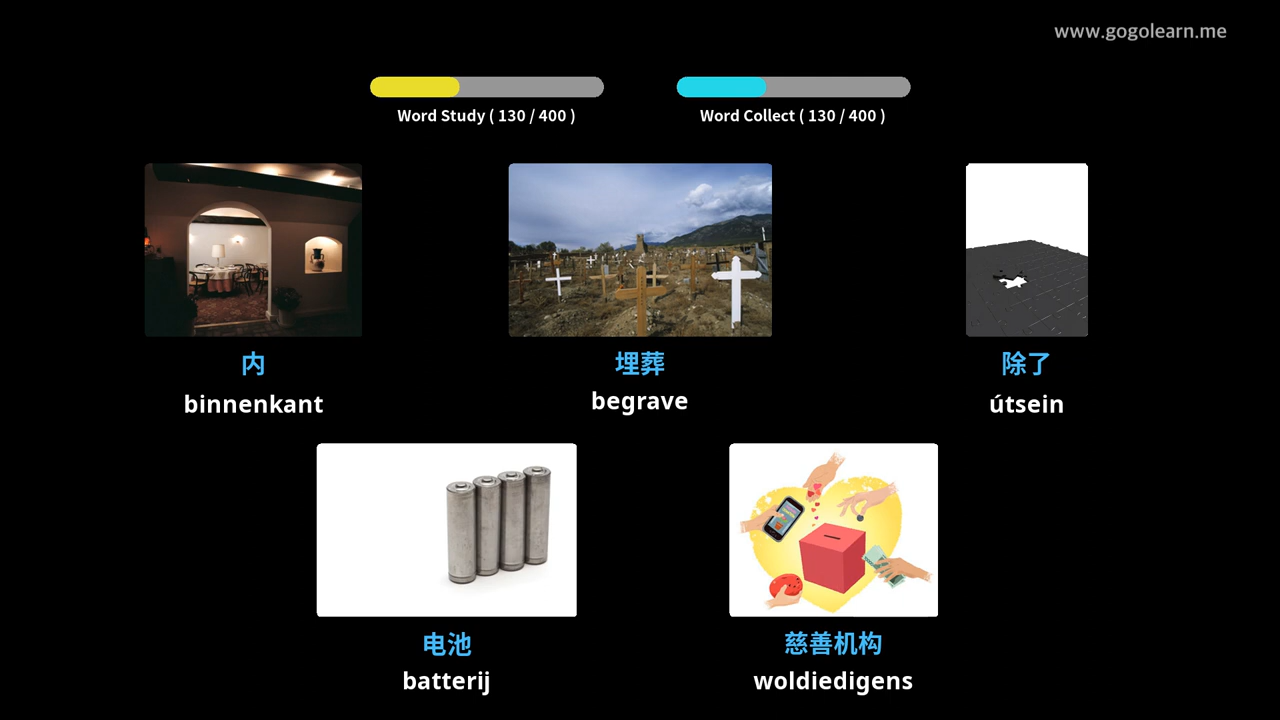 www.gogolearn.me
Word Study ( 130 / 400 )
Word Collect ( 130 / 400 )
内
binnenkant
埋葬
begrave
除了
útsein
电池
batterij
慈善机构
woldiedigens